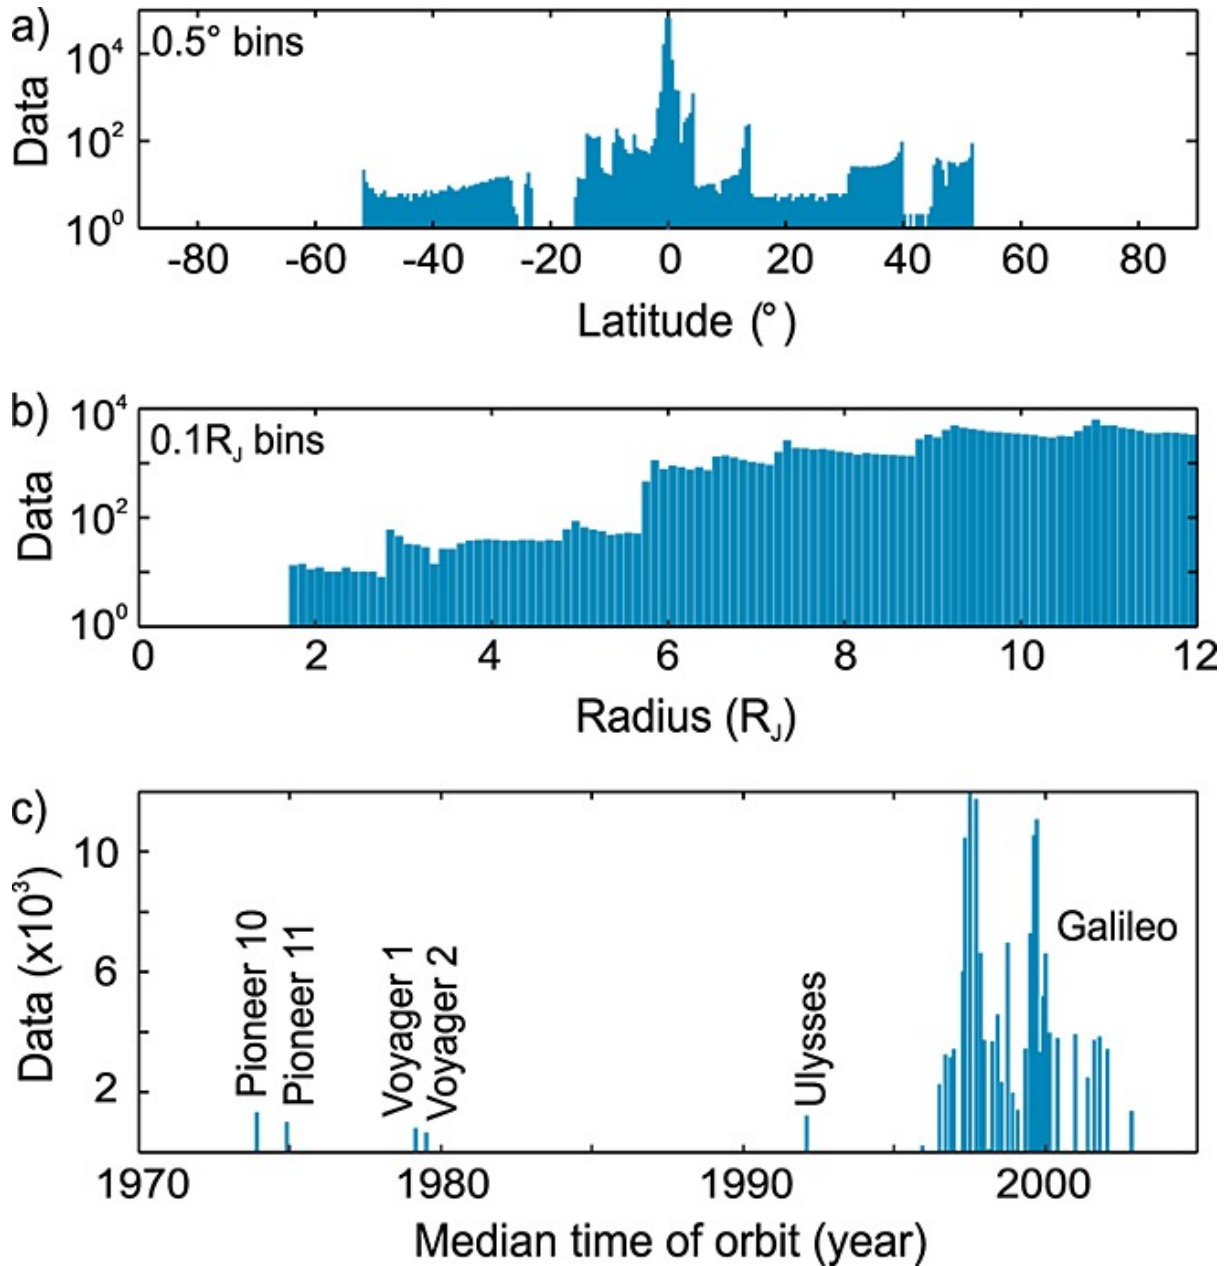 a)
0.5° bins
Data
10⁴
10²
10⁰
-80 -60 -40 -20 0 20 40 60 80
Latitude (°)
b)
0.1R_J bins
Data
10⁴
10²
10⁰
0 2 4 6 8 10 12
Radius (R_J)
c)
Data (x10³)
10
6
2
Pioneer 10
Pioneer 11
Voyager 1
Voyager 2
Ulysses
Galileo
1970 1980 1990 2000
Median time of orbit (year)